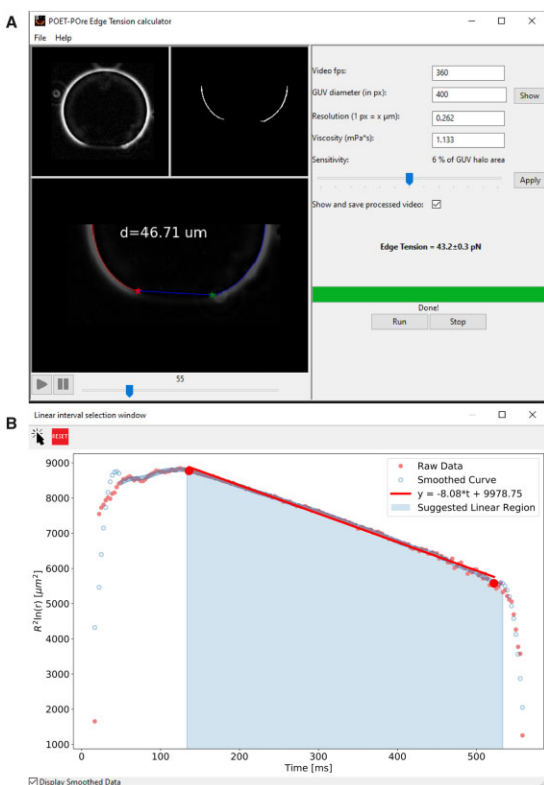 A
POET-POre Edge Tension calculator
File Help
Video fps: 360
GUV diameter (in px): 400 Show
Resolution (1 px = x μm): 0.262
Viscosity (mPa*s): 1.133
Sensitivity: 6 % of GUV halo area
Apply
Show and save processed video:
d=46.71 um
Edge Tension = 43.2±0.3 pN
Done!
Run Stop
55
B
Linear interval selection window
RESET
9000
8000
7000
6000
5000
4000
3000
2000
1000
R²ln(r) [μm²]
Raw Data
Smoothed Curve
y = -8.08*t + 9978.75
Suggested Linear Region
0 100 200 300 400 500
Time [ms]
Display Smoothed Data